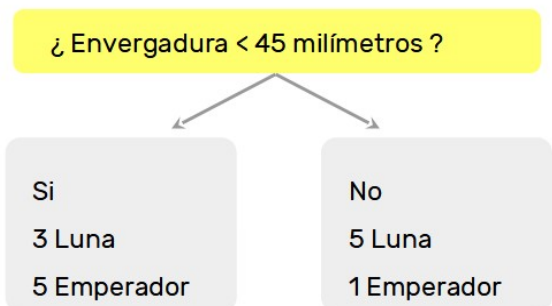 ¿ Envergadura < 45 milímetros ?
Si
3 Luna
5 Emperador
No
5 Luna
1 Emperador